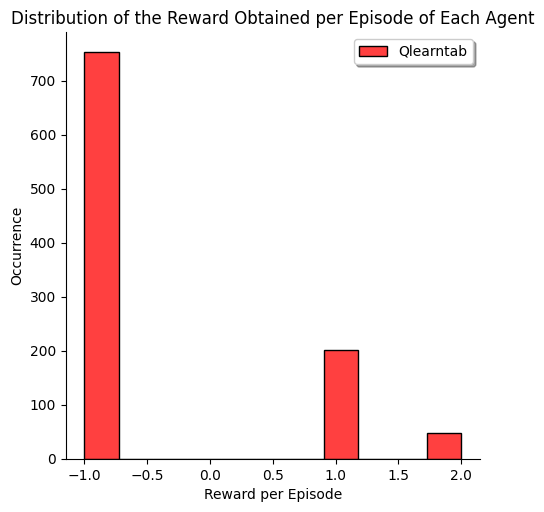 Distribution of the Reward Obtained per Episode of Each Agent
Qlearntab
700
600
500
400
300
200
100
0
Occurrence
−1.0 −0.5 0.0 0.5 1.0 1.5 2.0
Reward per Episode